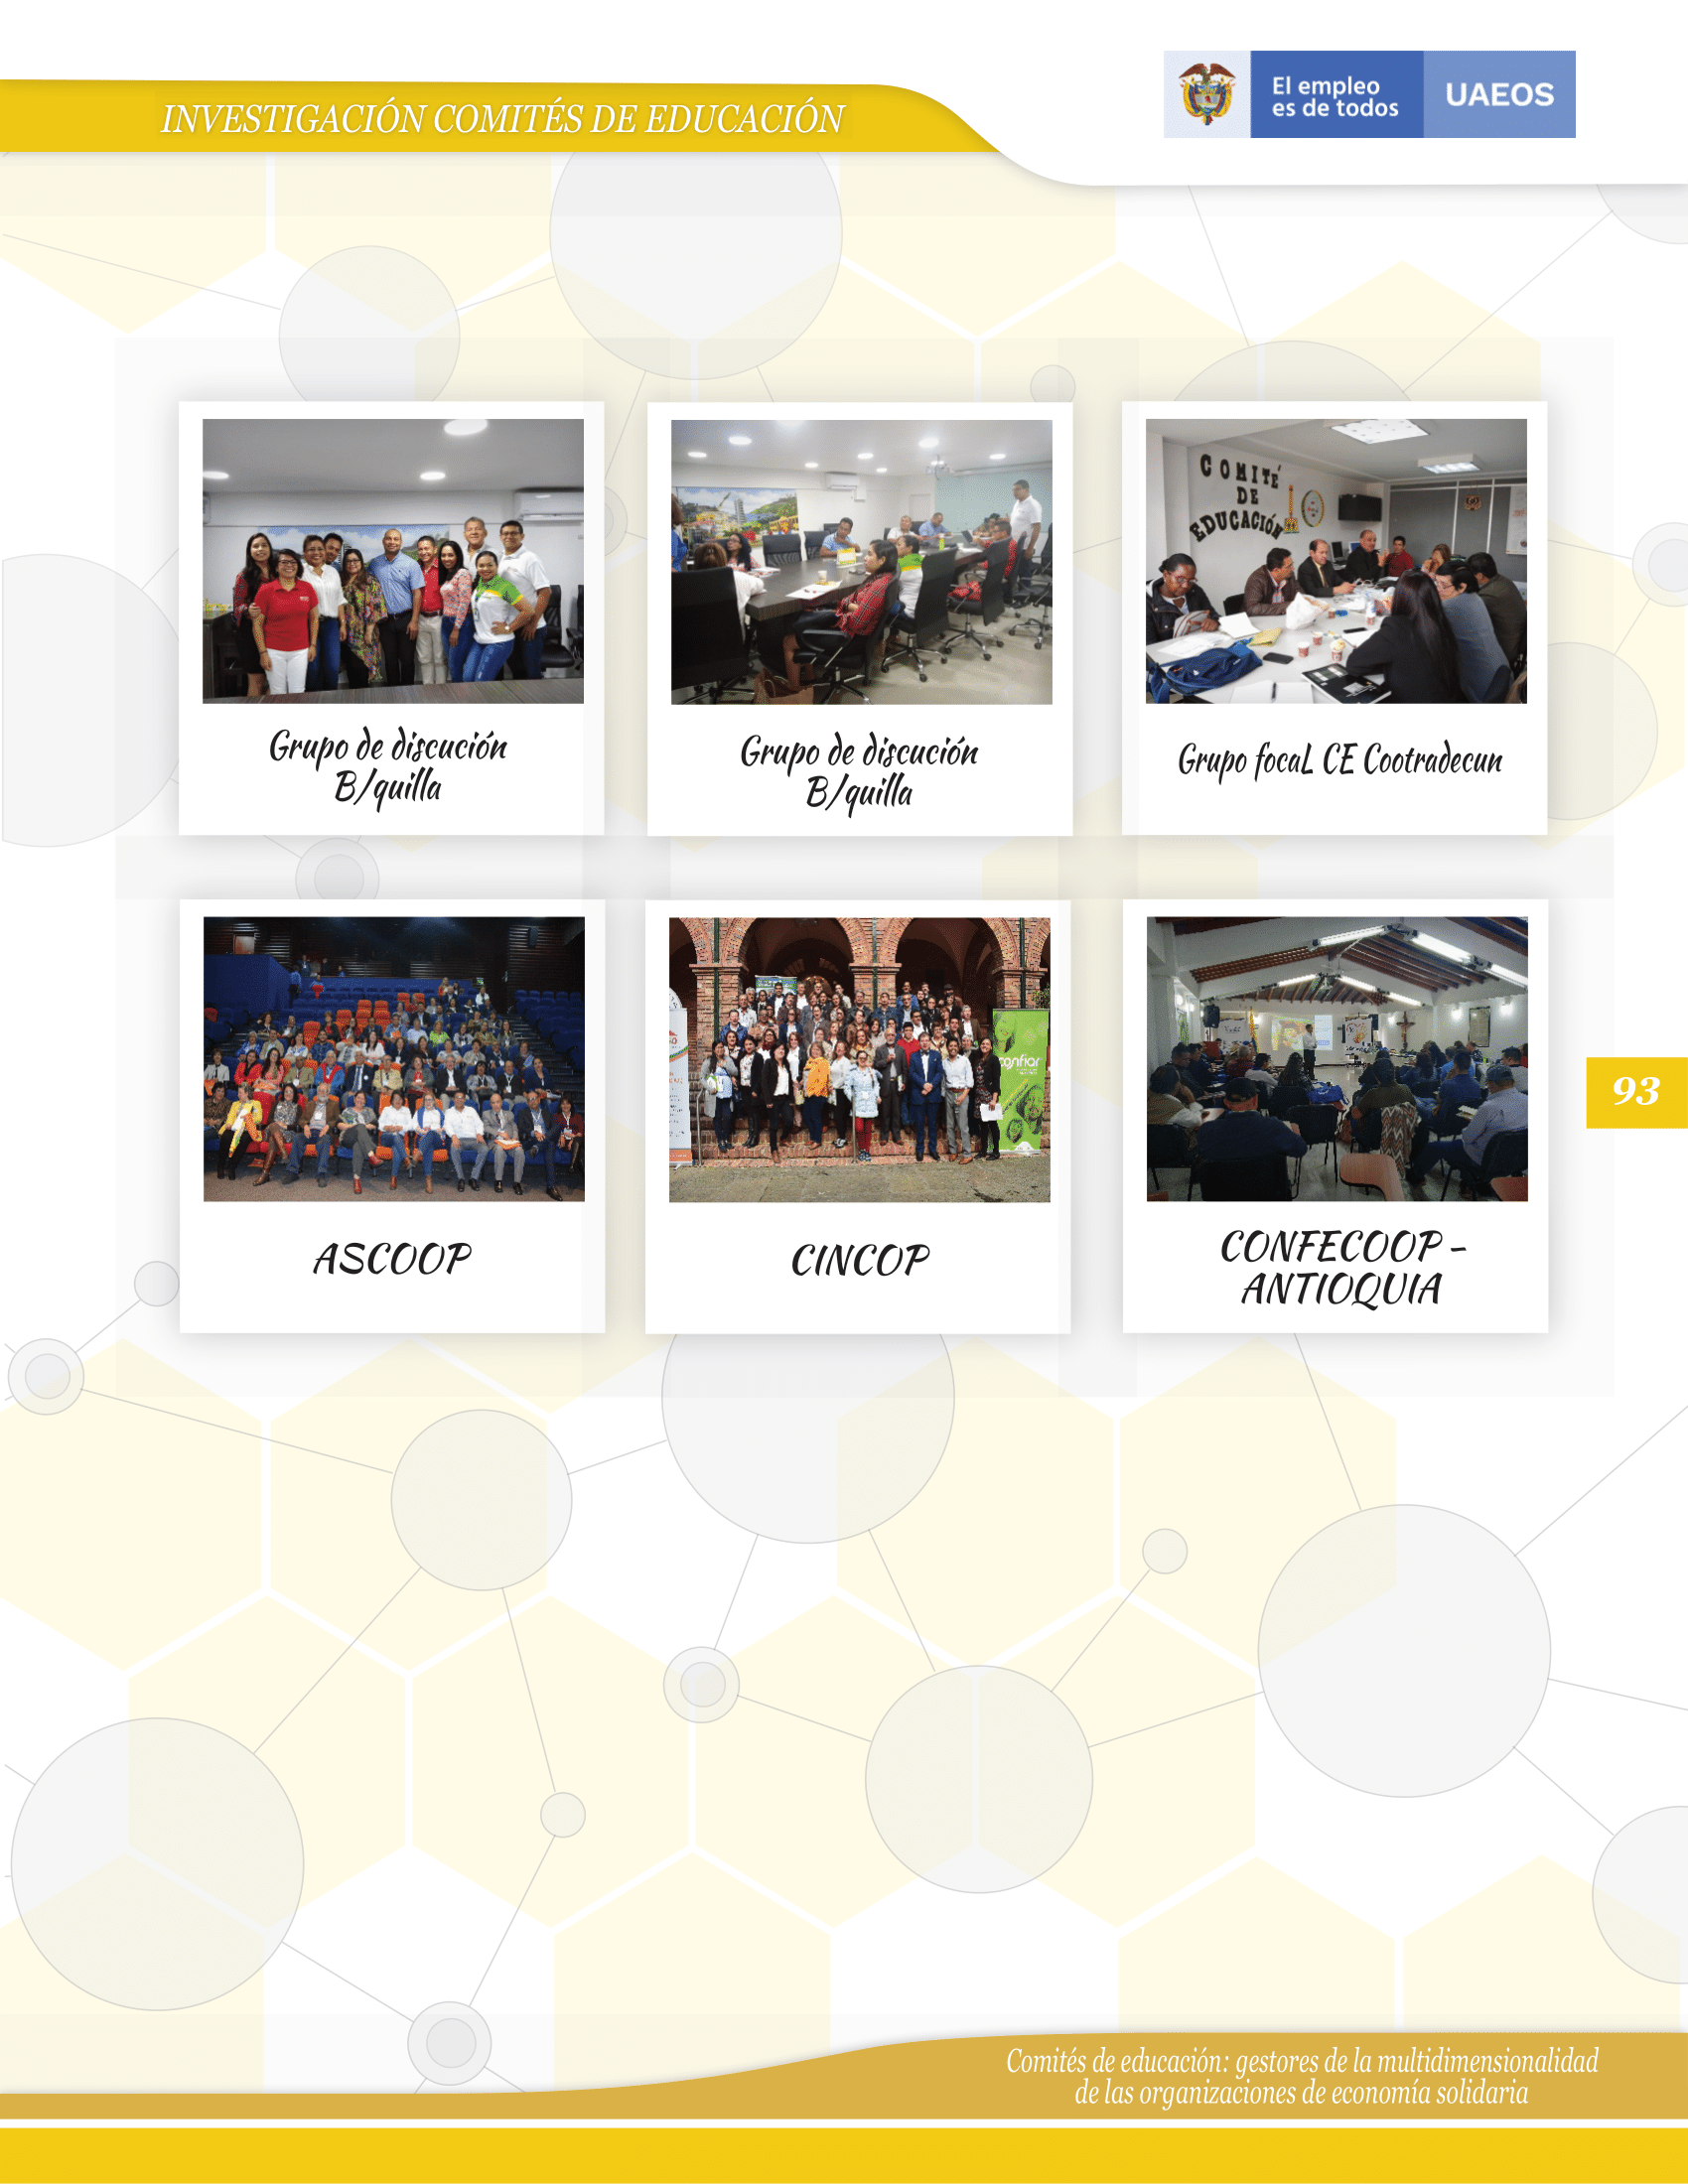 INVESTIGACIÓN COMITÉS DE EDUCACIÓN
El empleo
es de todos
UAEOS
COMITÉ
DE
EDUCACIÓN
Grupo de discución
B/quilla
Grupo de discución
B/quilla
Grupo focaL CE Cootradecun
confiar
ASCOOP
CINCOP
CONFECOOP -
ANTIOQUIA
93
Comités de educación: gestores de la multidimensionalidad
de las organizaciones de economía solidaria